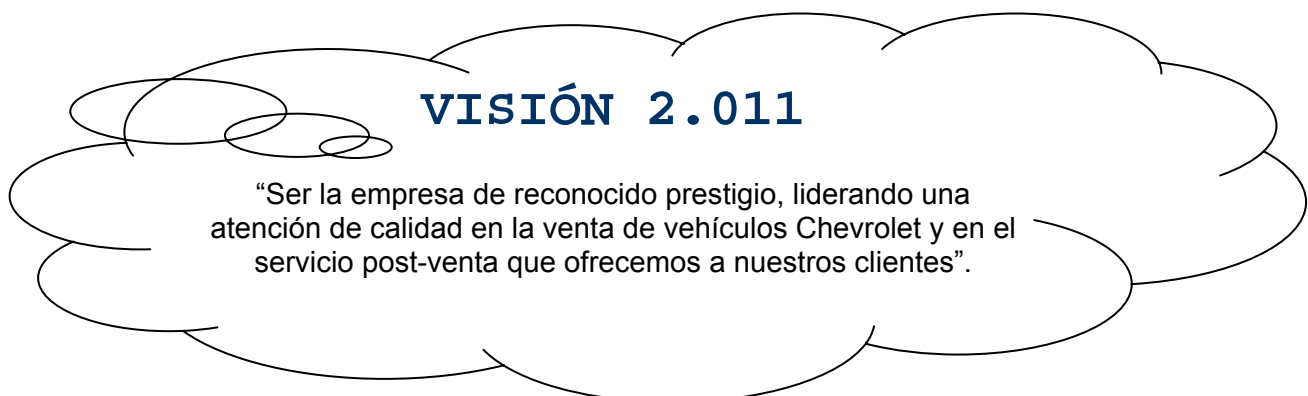 VISIÓN 2.011
“Ser la empresa de reconocido prestigio, liderando una
atención de calidad en la venta de vehículos Chevrolet y en el
servicio post-venta que ofrecemos a nuestros clientes”.